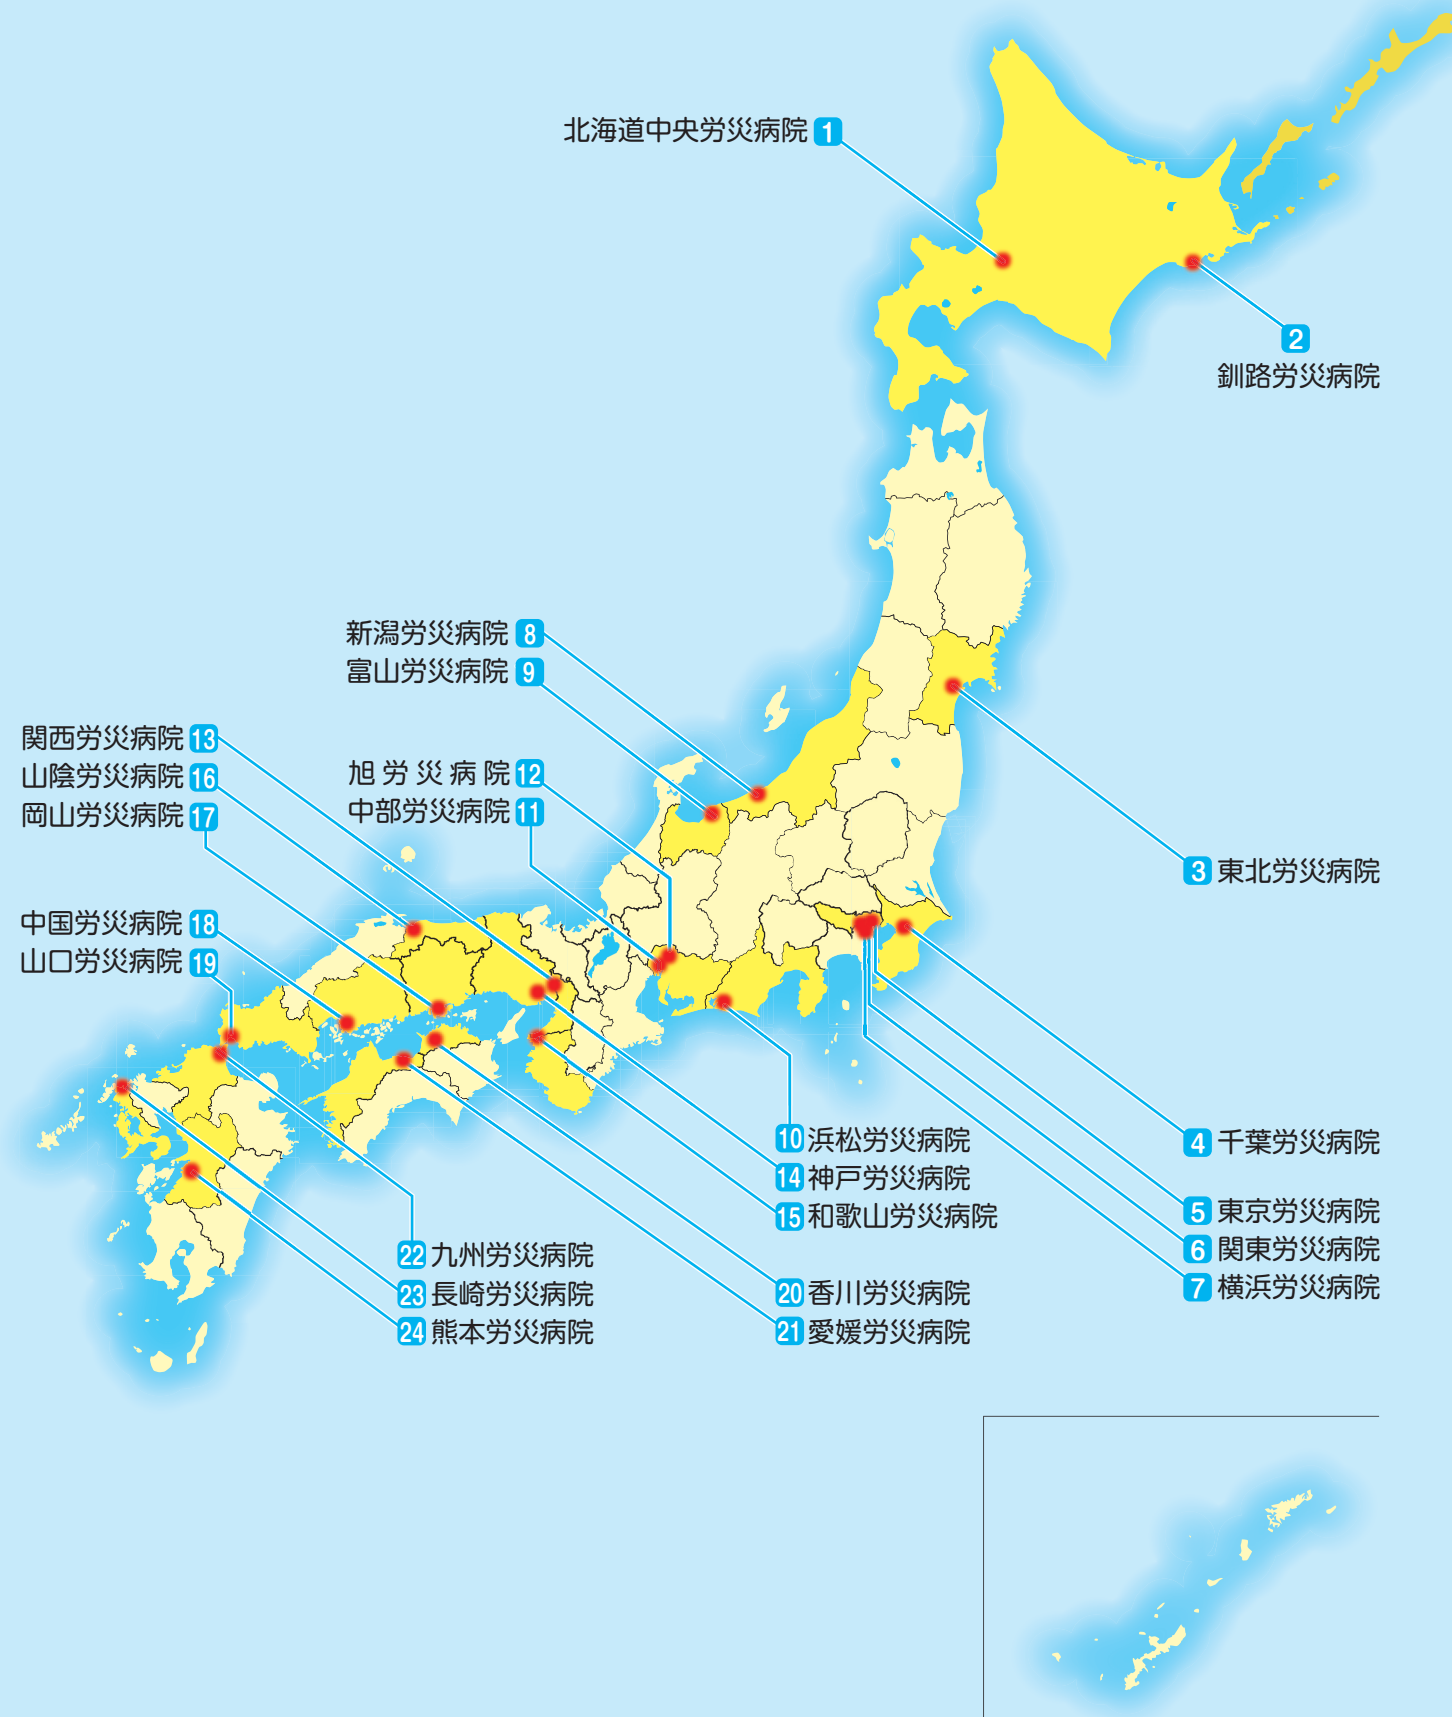 北海道中央労災病院 1
2
釧路労災病院
新潟労災病院 8
富山労災病院 9
関西労災病院 13
山陰労災病院 16
岡山労災病院 17
旭労災病院 12
中部労災病院 11
3 東北労災病院
中国労災病院 18
山口労災病院 19
10 浜松労災病院
14 神戸労災病院
15 和歌山労災病院
4 千葉労災病院
5 東京労災病院
6 関東労災病院
7 横浜労災病院
22 九州労災病院
23 長崎労災病院
24 熊本労災病院
20 香川労災病院
21 愛媛労災病院